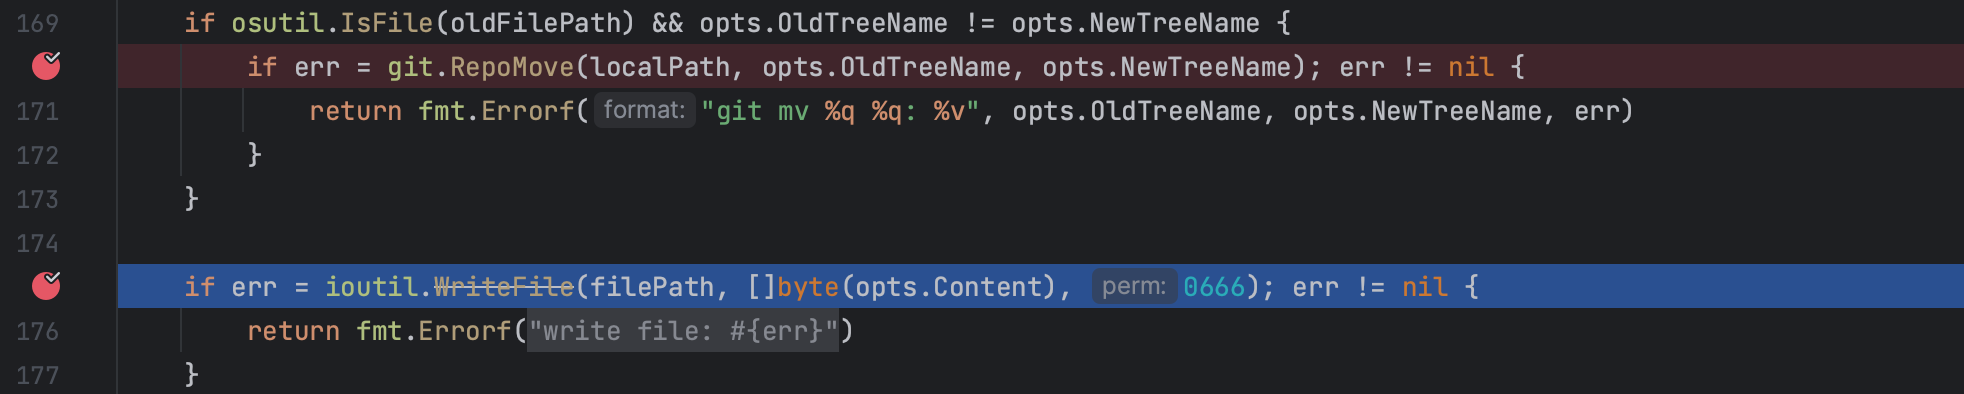 169 if osutil.IsFile(oldFilePath) && opts.OldTreeName != opts.NewTreeName {
if err = git.RepoMove(localPath, opts.OldTreeName, opts.NewTreeName); err != nil {
171 return fmt.Errorf( format: "git mv %q %q: %v", opts.OldTreeName, opts.NewTreeName, err)
172 }
173 }
174
if err = ioutil.WriteFile(filePath, []byte(opts.Content), perm: 0666); err != nil {
176 return fmt.Errorf("write file: #{err}")
177 }